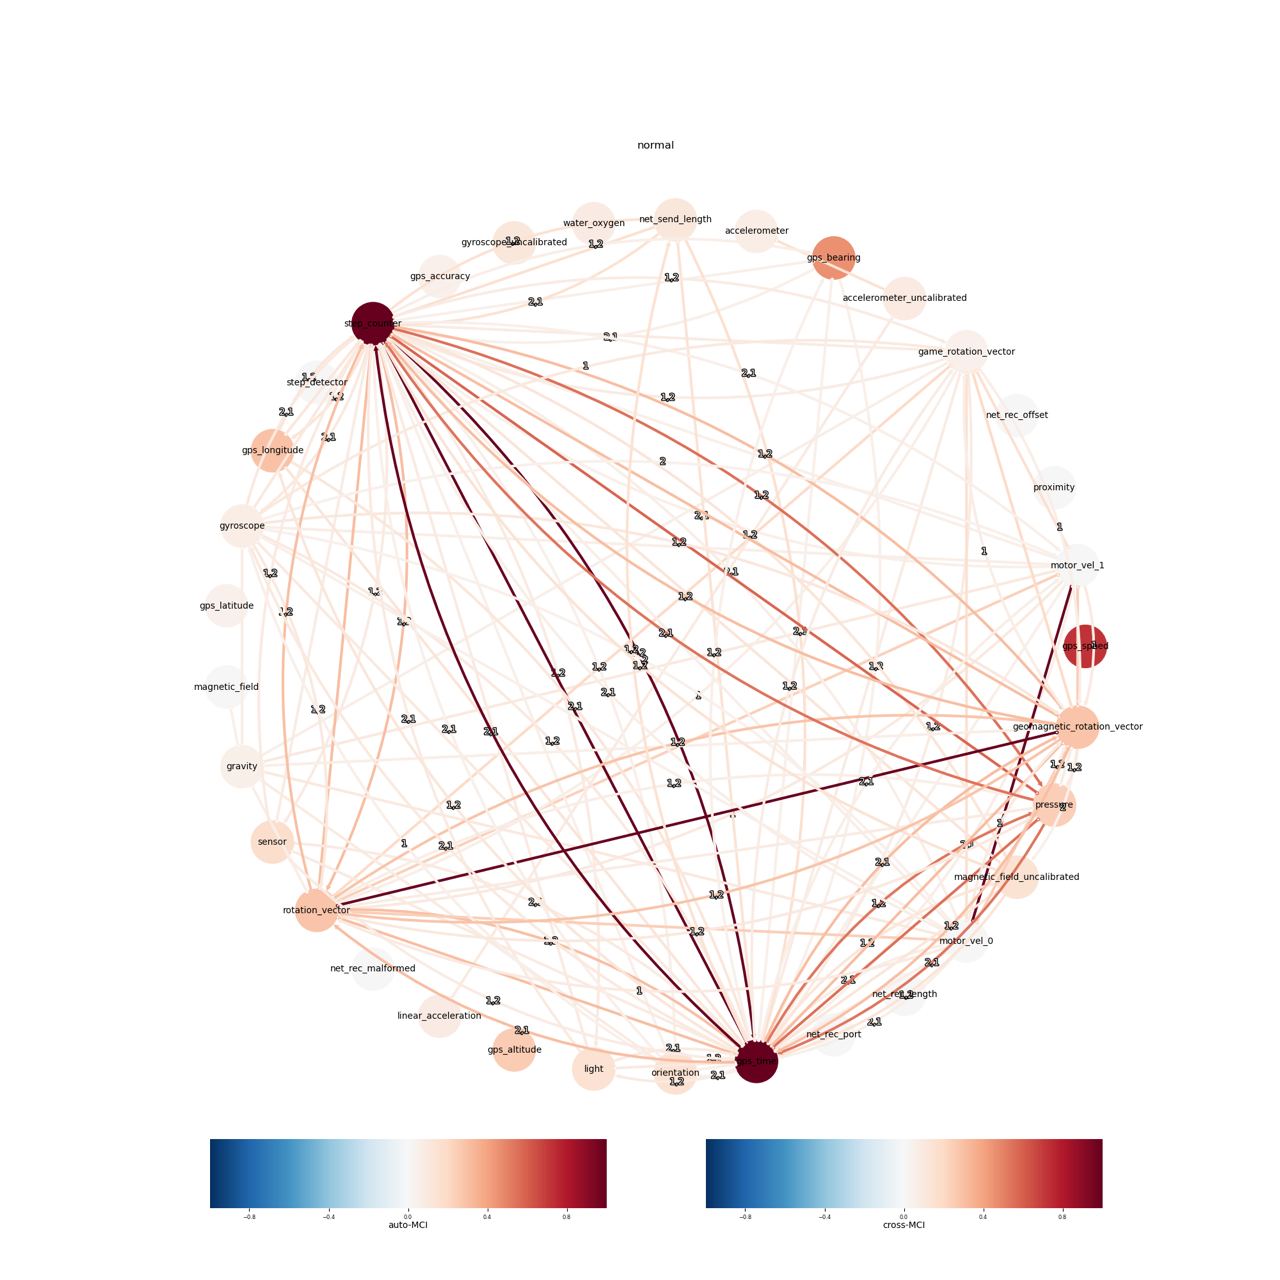 normal
net_send_length
water_oxygen
accelerometer
gyroscope_uncalibrated
gps_bearing
gps_accuracy
accelerometer_uncalibrated
step_counter
game_rotation_vector
step_detector
net_rec_offset
gps_longitude
proximity
gyroscope
motor_vel_1
gps_latitude
gps_speed
magnetic_field
geomagnetic_rotation_vector
gravity
pressure
sensor
magnetic_field_uncalibrated
rotation_vector
motor_vel_0
net_rec_malformed
net_rec_length
linear_acceleration
net_rec_port
gps_altitude
gps_time
light
orientation
1,2
1,2
1,2
2,1
1
2,1
1,2
2,1
2
1,2
1,2
1,2
1,2
1
1
1,2
1,2
2,1
1,2
1,2
1,2
2,1
1,2
2,1
1,2
2,1
2,1
2,1
1,2
1,2
1,2
1,2
2,1
1,2
1
2,1
2,1
1,2
1,2
1,2
1,2
1,2
2,1
2,1
1
1,2
2,1
2,1
2,1
1,2
2,1
−0.8 −0.4 0.0 0.4 0.8
auto-MCI
−0.8 −0.4 0.0 0.4 0.8
cross-MCI